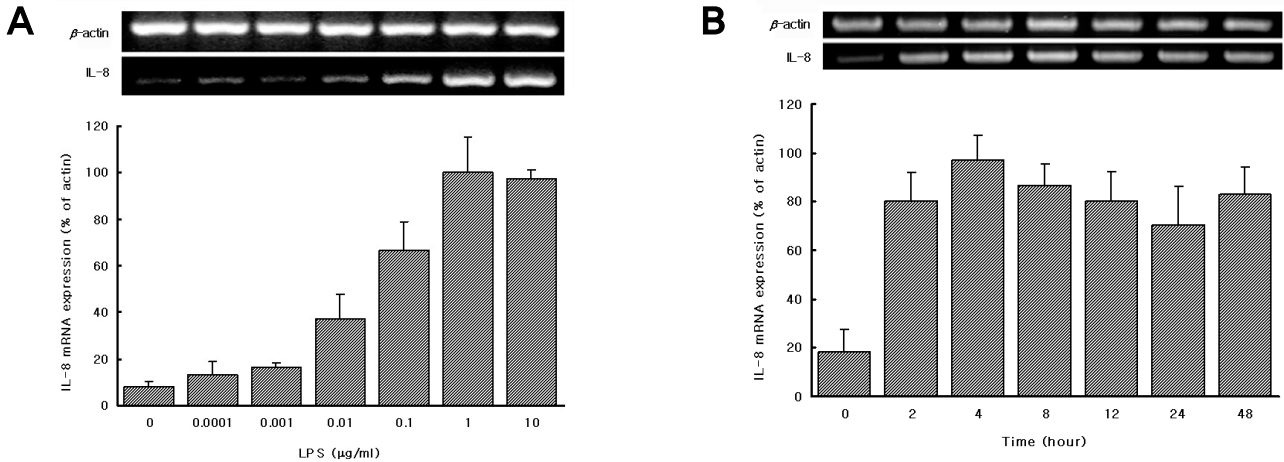 A
β-actin
IL-8
IL-8 mRNA expression (% of actin)
120
100
80
60
40
20
0
0 0.0001 0.001 0.01 0.1 1 10
LPS (μg/ml)
B
β-actin
IL-8
IL-8 mRNA expression (% of actin)
120
100
80
60
40
20
0
0 2 4 8 12 24 48
Time (hour)